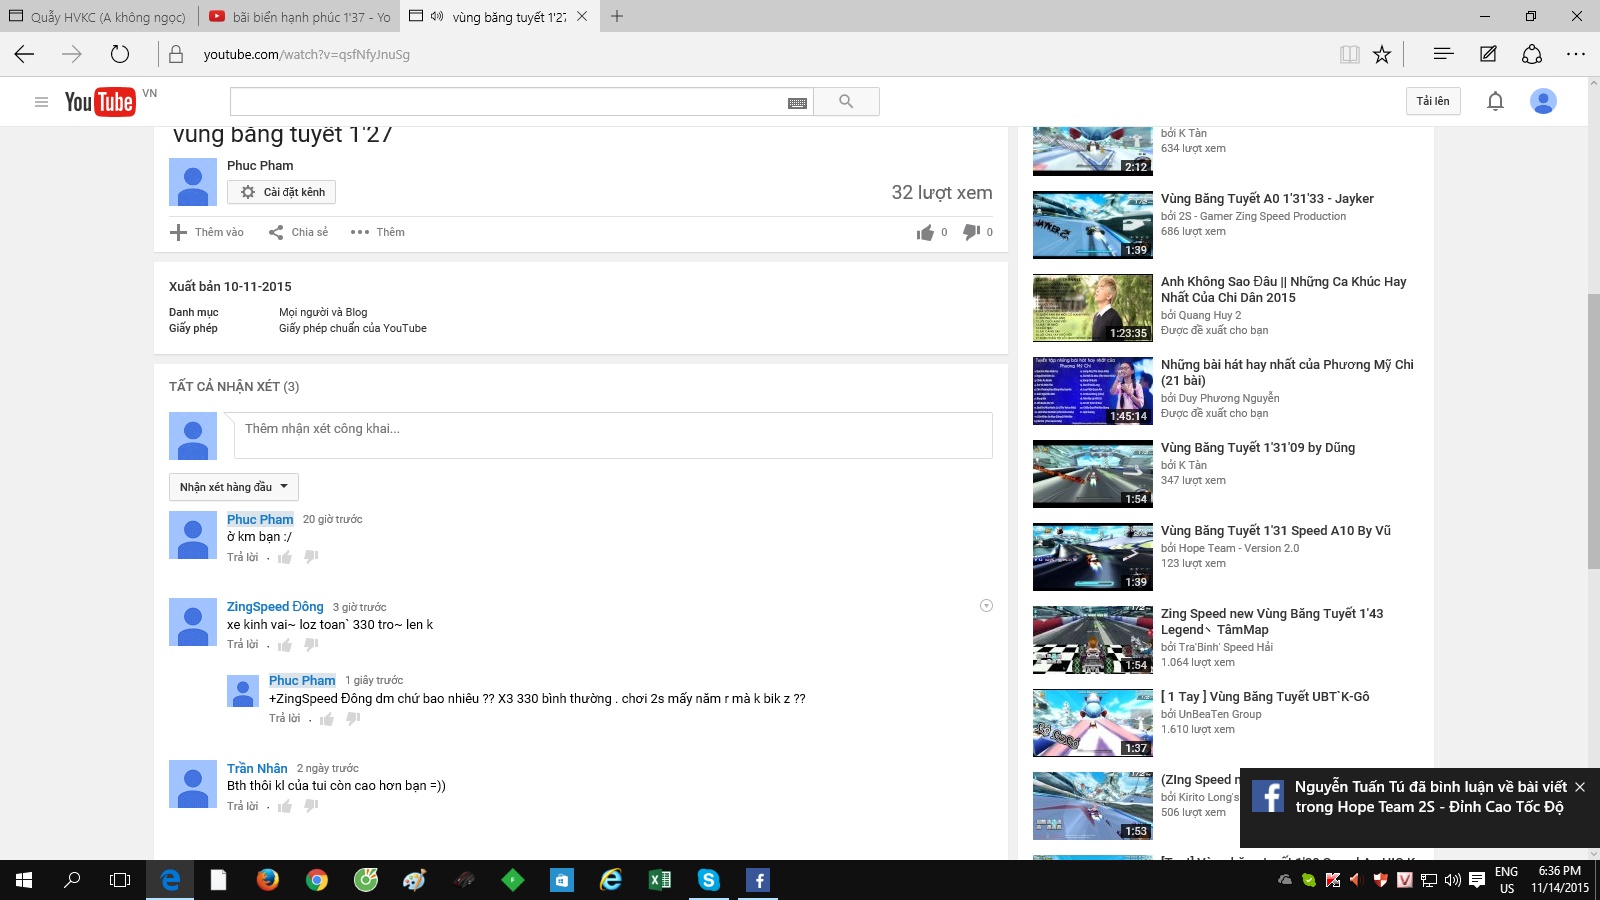 Quẫy HVKC (A không ngọc)
bãi biển hạnh phúc 1'37 - Yo
vùng băng tuyết 1'27
youtube.com/watch?v=qsfNfyJnuSg
YouTube VN
Tải lên
vùng băng tuyết 1'27
Phuc Pham
Cài đặt kênh
32 lượt xem
Thêm vào
Chia sẻ
Thêm
0
0
Xuất bản 10-11-2015
Danh mục Mọi người và Blog
Giấy phép Giấy phép chuẩn của YouTube
TẤT CẢ NHẬN XÉT (3)
Thêm nhận xét công khai...
Nhận xét hàng đầu
Phuc Pham 20 giờ trước
ờ km bạn :/
Trả lời
ZingSpeed Đông 3 giờ trước
xe kinh vai~ loz toan` 330 tro~ len k
Trả lời
Phuc Pham 1 giây trước
+ZingSpeed Đông dm chứ bao nhiêu ?? X3 330 bình thường . chơi 2s mấy năm r mà k bik z ??
Trả lời
Trần Nhân 2 ngày trước
Bth thôi kl của tui còn cao hơn bạn =))
Trả lời
bởi K Tàn
634 lượt xem
2:12
Vùng Băng Tuyết A0 1'31'33 - Jayker
bởi 2S - Gamer Zing Speed Production
686 lượt xem
1:39
Anh Không Sao Đâu || Những Ca Khúc Hay
Nhất Của Chi Dân 2015
bởi Quang Huy 2
Được đề xuất cho bạn
1:23:35
Những bài hát hay nhất của Phương Mỹ Chi
(21 bài)
bởi Duy Phương Nguyễn
Được đề xuất cho bạn
1:45:14
Vùng Băng Tuyết 1'31'09 by Dũng
bởi K Tàn
347 lượt xem
1:54
Vùng Băng Tuyết 1'31 Speed A10 By Vũ
bởi Hope Team - Version 2.0
123 lượt xem
1:39
Zing Speed new Vùng Băng Tuyết 1'43
Legend丶 TâmMap
bởi Tra'Binh' Speed Hải
1.064 lượt xem
1:54
[ 1 Tay ] Vùng Băng Tuyết UBT`K-Gô
bởi UnBeaTen Group
1.610 lượt xem
1:37
(ZIng Speed n
bởi Kirito Long's
506 lượt xem
1:53
Nguyễn Tuấn Tú đã bình luận về bài viết
trong Hope Team 2S - Đỉnh Cao Tốc Độ
ENG
US
6:36 PM
11/14/2015